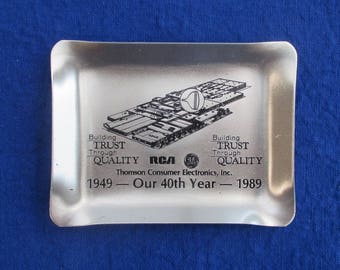 Building
TRUST
Through
QUALITY
RCA GE
Building
TRUST
Through
QUALITY
Thomson Consumer Electronics, Inc.
1949 — Our 40th Year — 1989